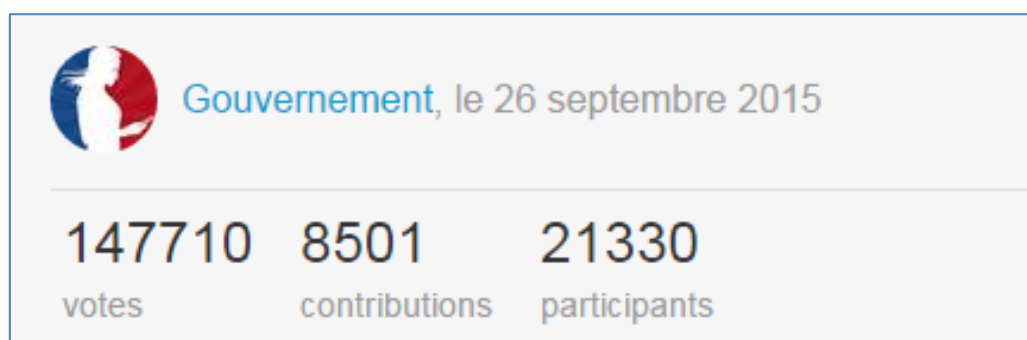 Gouvernement, le 26 septembre 2015
147710 8501 21330
votes contributions participants